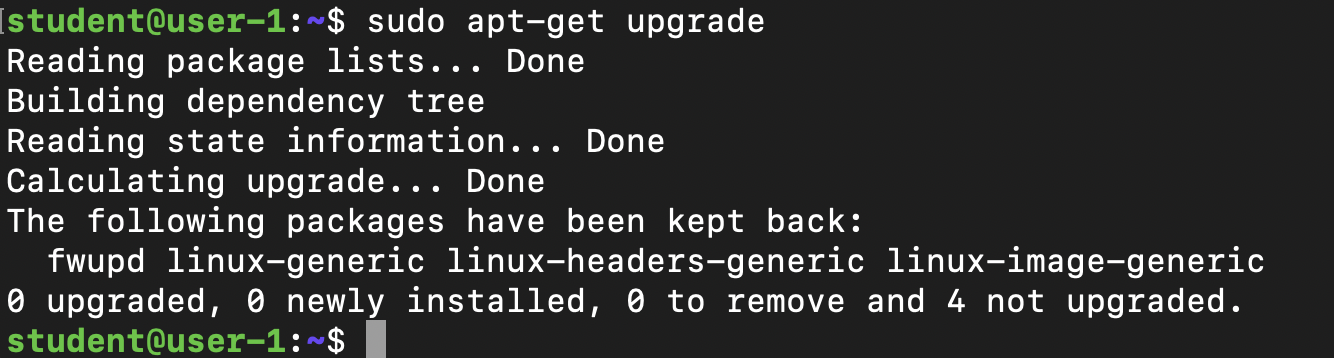 student@user-1:~$ sudo apt-get upgrade
Reading package lists... Done
Building dependency tree
Reading state information... Done
Calculating upgrade... Done
The following packages have been kept back:
  fwupd linux-generic linux-headers-generic linux-image-generic
0 upgraded, 0 newly installed, 0 to remove and 4 not upgraded.
student@user-1:~$